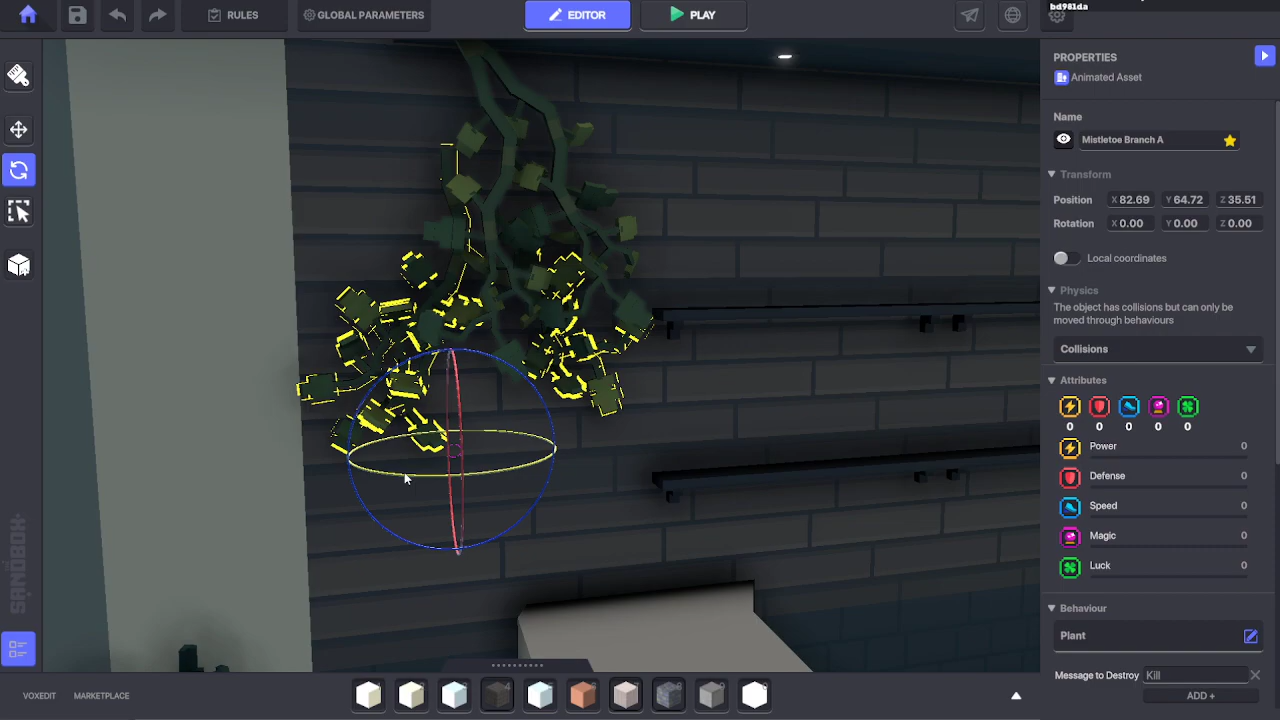 bd981da
RULES
GLOBAL PARAMETERS
EDITOR
PLAY
PROPERTIES
Animated Asset
Name
Mistletoe Branch A
Transform
Position X 82.69 Y 64.72 Z 35.51
Rotation X 0.00 Y 0.00 Z 0.00
Local coordinates
Physics
The object has collisions but can only be
moved through behaviours
Collisions
Attributes
0 0 0 0 0
Power 0
Defense 0
Speed 0
Magic 0
Luck 0
Behaviour
Plant
Message to Destroy Kill
ADD +
THE SANDBOX
VOXEDIT
MARKETPLACE